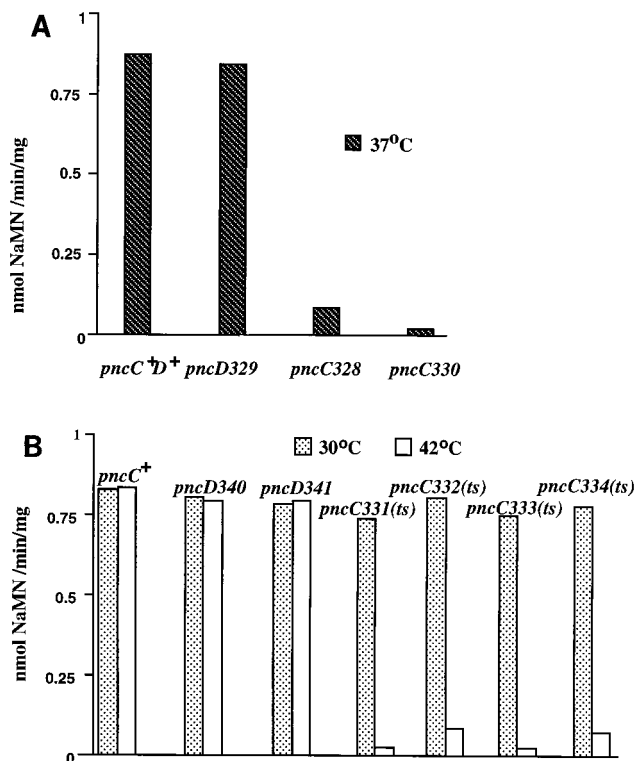 A
nmol NaMN /min/mg
1
0.75
0.5
0.25
0
37°C
pncC⁺D⁺ pncD329 pncC328 pncC330
B
nmol NaMN /min/mg
1
0.75
0.5
0.25
0
30°C 42°C
pncC⁺
pncD340 pncD341 pncC331(ts) pncC332(ts) pncC333(ts) pncC334(ts)